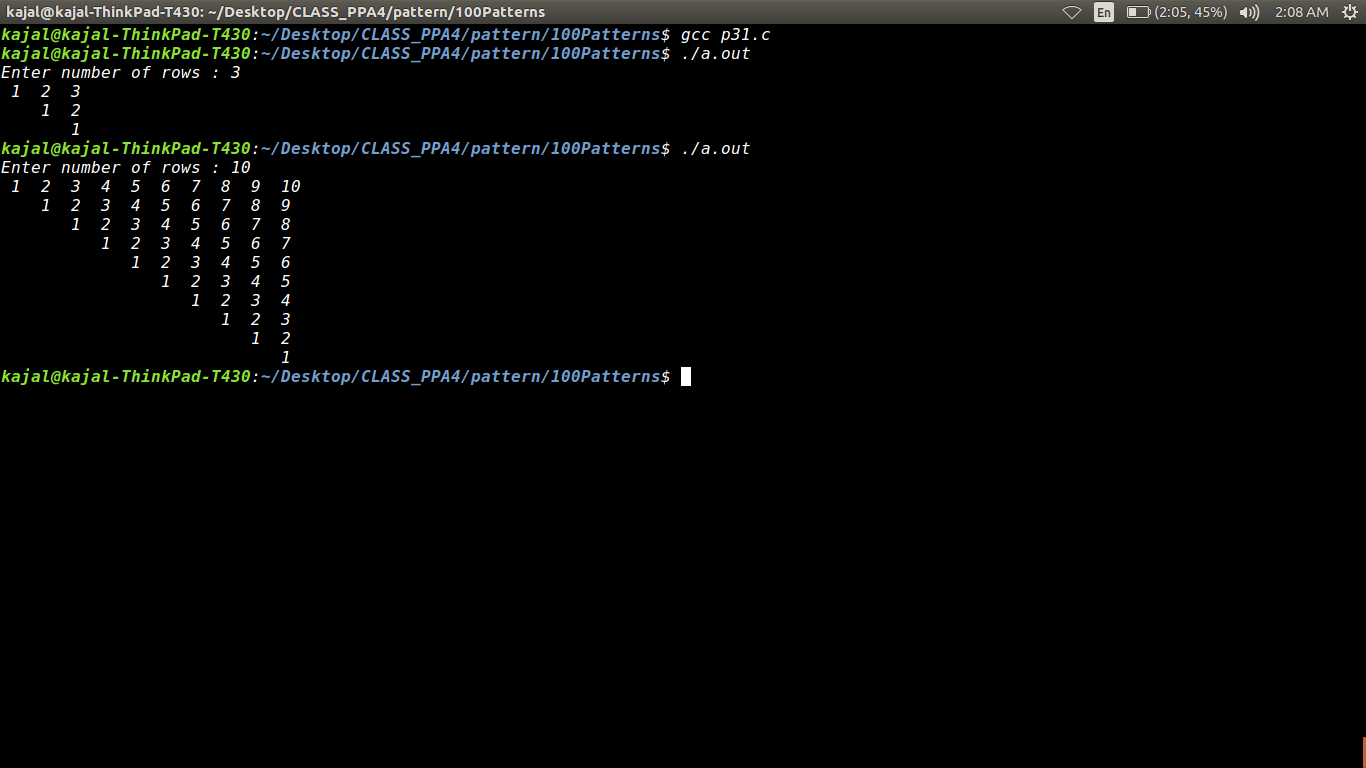 kajal@kajal-ThinkPad-T430: ~/Desktop/CLASS_PPA4/pattern/100Patterns En (2:05, 45%) 2:08 AM
kajal@kajal-ThinkPad-T430:~/Desktop/CLASS_PPA4/pattern/100Patterns$ gcc p31.c
kajal@kajal-ThinkPad-T430:~/Desktop/CLASS_PPA4/pattern/100Patterns$ ./a.out
Enter number of rows : 3
 1  2  3
    1  2
       1
kajal@kajal-ThinkPad-T430:~/Desktop/CLASS_PPA4/pattern/100Patterns$ ./a.out
Enter number of rows : 10
 1  2  3  4  5  6  7  8  9  10
    1  2  3  4  5  6  7  8  9
       1  2  3  4  5  6  7  8
          1  2  3  4  5  6  7
             1  2  3  4  5  6
                1  2  3  4  5
                   1  2  3  4
                      1  2  3
                         1  2
                            1
kajal@kajal-ThinkPad-T430:~/Desktop/CLASS_PPA4/pattern/100Patterns$